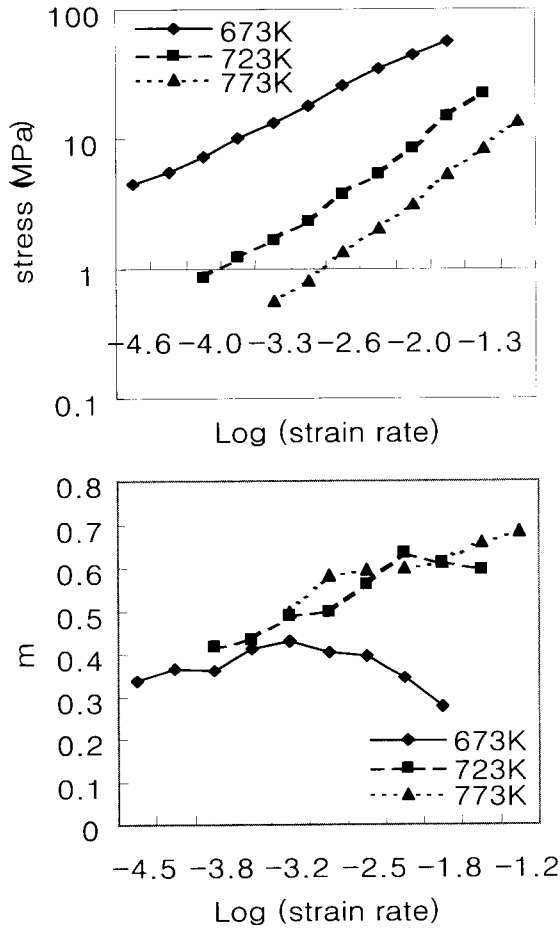 100
10
1
0.1
stress (MPa)
673K
723K
773K
−4.6 −4.0 −3.3 −2.6 −2.0 −1.3
Log (strain rate)
0.8
0.7
0.6
0.5
0.4
0.3
0.2
0.1
0
m
673K
723K
773K
−4.5 −3.8 −3.2 −2.5 −1.8 −1.2
Log (strain rate)